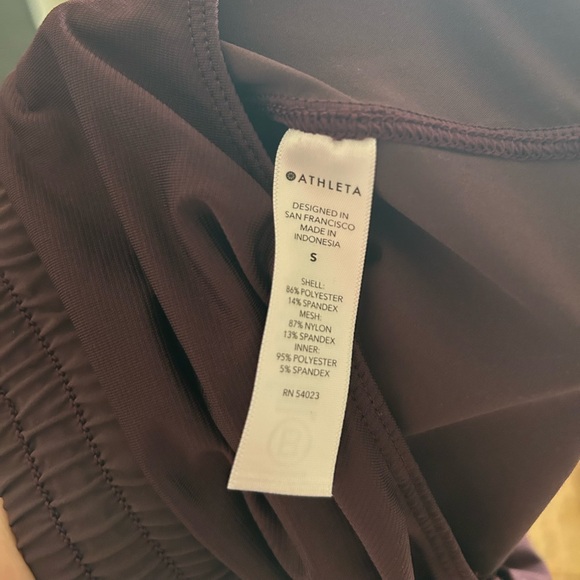 ATHLETA
DESIGNED IN
SAN FRANCISCO
MADE IN
INDONESIA
S
SHELL:
86% POLYESTER
14% SPANDEX
MESH:
87% NYLON
13% SPANDEX
INNER:
95% POLYESTER
5% SPANDEX
RN 54023
B